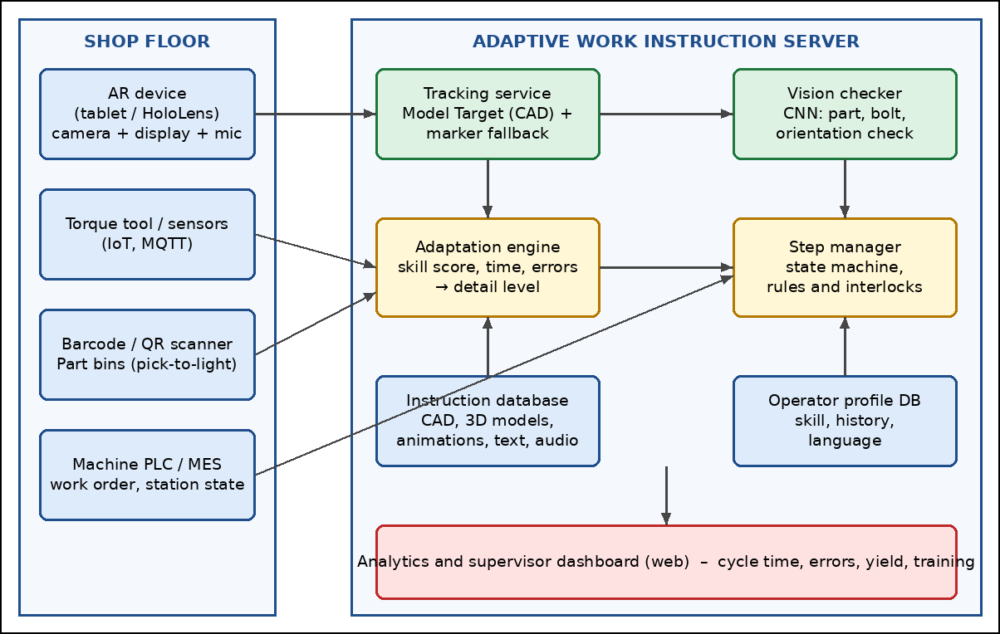 SHOP FLOOR
AR device
(tablet / HoloLens)
camera + display + mic
Torque tool / sensors
(IoT, MQTT)
Barcode / QR scanner
Part bins (pick-to-light)
Machine PLC / MES
work order, station state
ADAPTIVE WORK INSTRUCTION SERVER
Tracking service
Model Target (CAD) +
marker fallback
Vision checker
CNN: part, bolt,
orientation check
Adaptation engine
skill score, time, errors
→ detail level
Step manager
state machine,
rules and interlocks
Instruction database
CAD, 3D models,
animations, text, audio
Operator profile DB
skill, history,
language
Analytics and supervisor dashboard (web) – cycle time, errors, yield, training